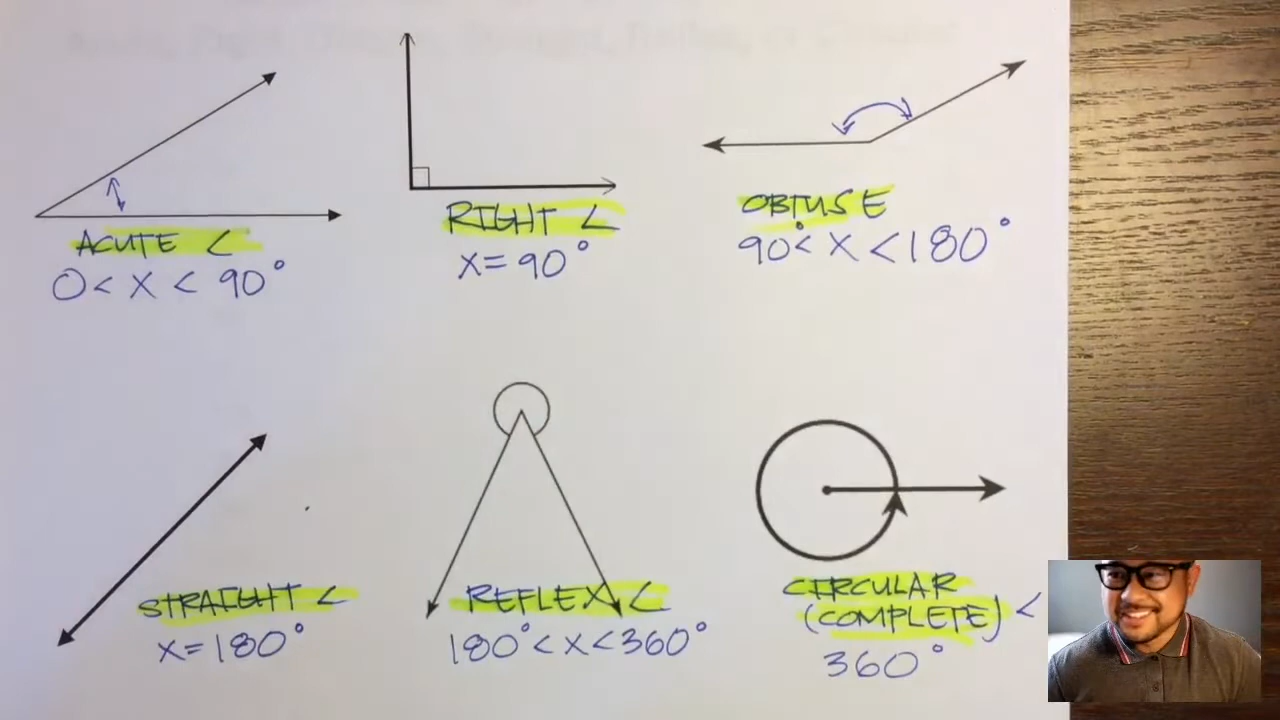 ACUTE <
0 < X < 90°
RIGHT <
X = 90°
OBTUSE
90° < X < 180°
STRAIGHT <
X = 180°
REFLEX <
180° < X < 360°
CIRCULAR
(COMPLETE) <
360°